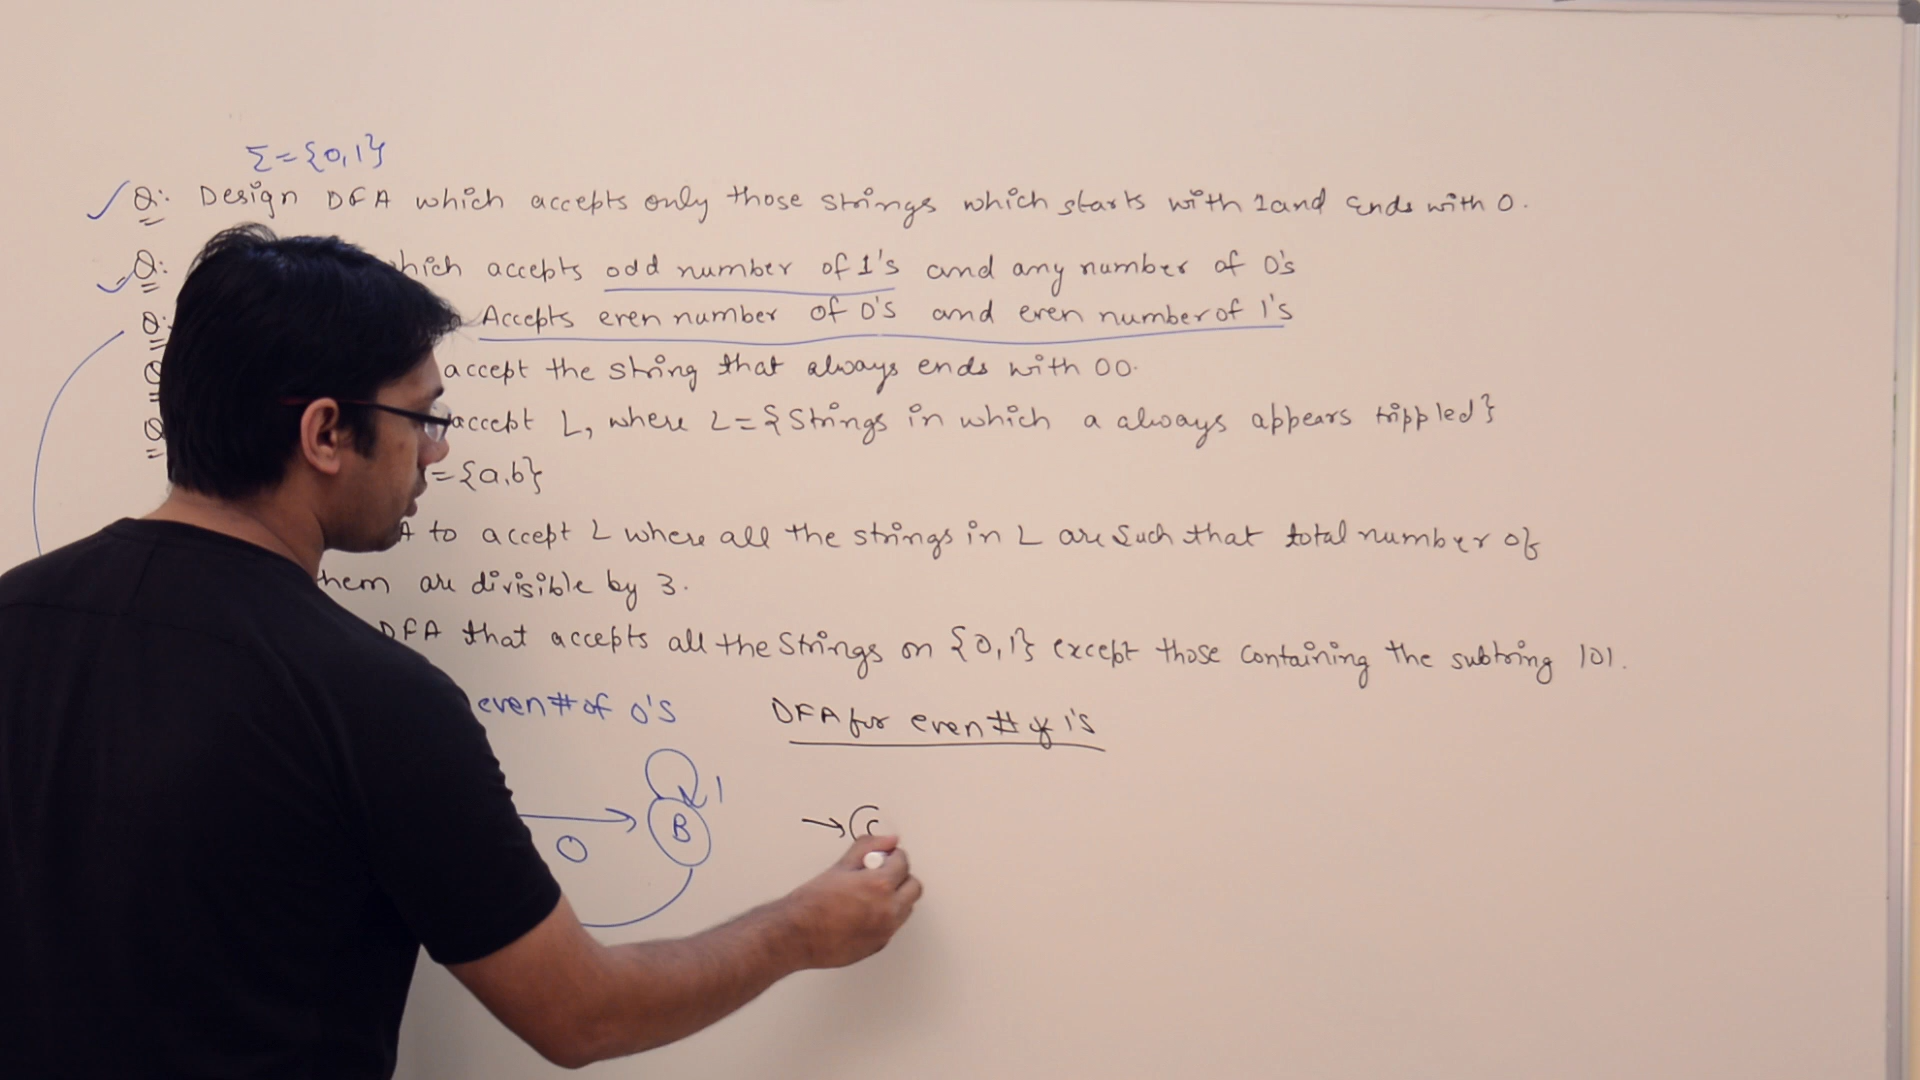 Σ={0,1}
Q: Design DFA which accepts only those strings which starts with 1 and Ends with 0.
Q: which accepts odd number of 1's and any number of 0's
Q: Accepts even number of 0's and even number of 1's
Q accept the string that always ends with 00.
Q accept L, where L={Strings in which a always appears trippled}
={a,b}
A to accept L where all the strings in L are such that total number of
them are divisible by 3.
DFA that accepts all the Strings on {0,1} except those containing the substring 101.
even # of 0's DFA for even # of 1's
1
B
0
C